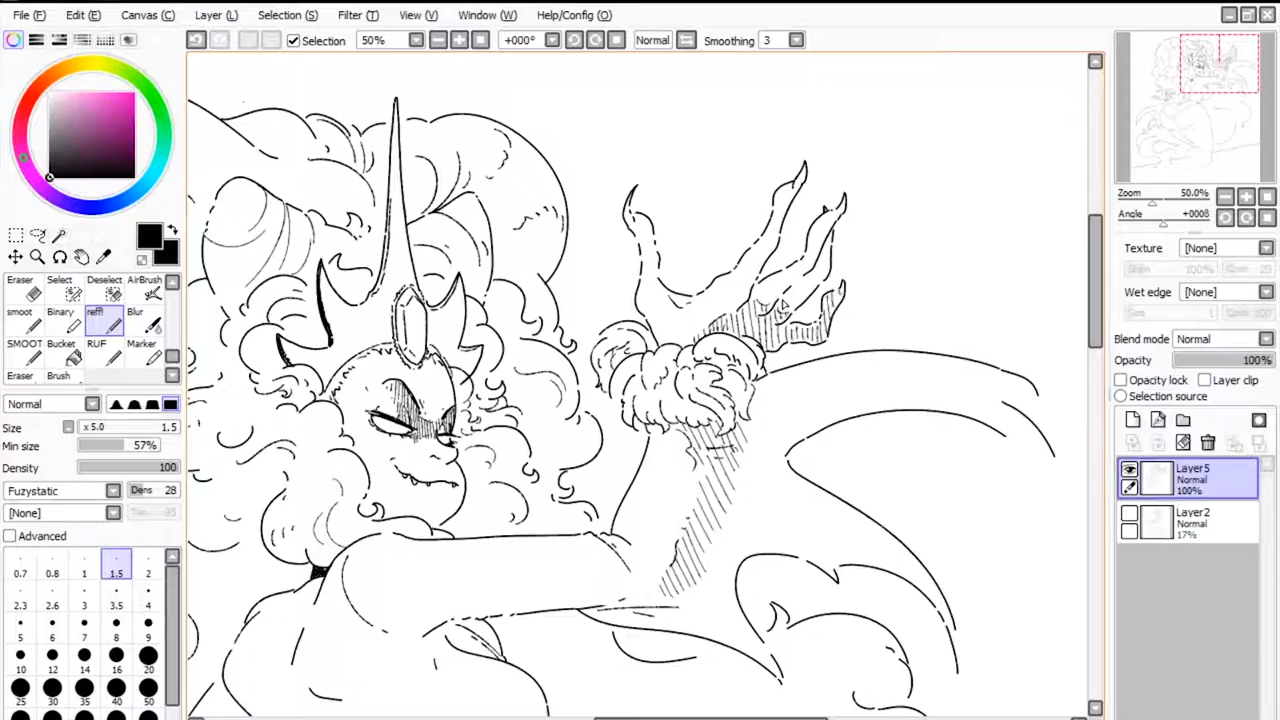 File (F) Edit (E) Canvas (C) Layer (L) Selection (S) Filter (T) View (V) Window (W) Help/Config (O)
Selection 50% +000° Normal Smoothing 3
Zoom 50.0%
Angle +000§
Texture [None]
Wet edge [None]
Blend mode Normal
Opacity 100%
Opacity lock Layer clip
Selection source
Layer5
Normal
100%
Layer2
Normal
17%
Eraser Select Deselect AirBrush
smoot Binary reff! Blur
SMOOT Bucket RUF Marker
Eraser Brush
Normal
Size x 5.0 1.5
Min size 57%
Density 100
Fuzystatic Dens 28
[None]
Advanced
0.7 0.8 1 1.5 2
2.3 2.6 3 3.5 4
5 6 7 8 9
10 12 14 16 20
25 30 35 40 50